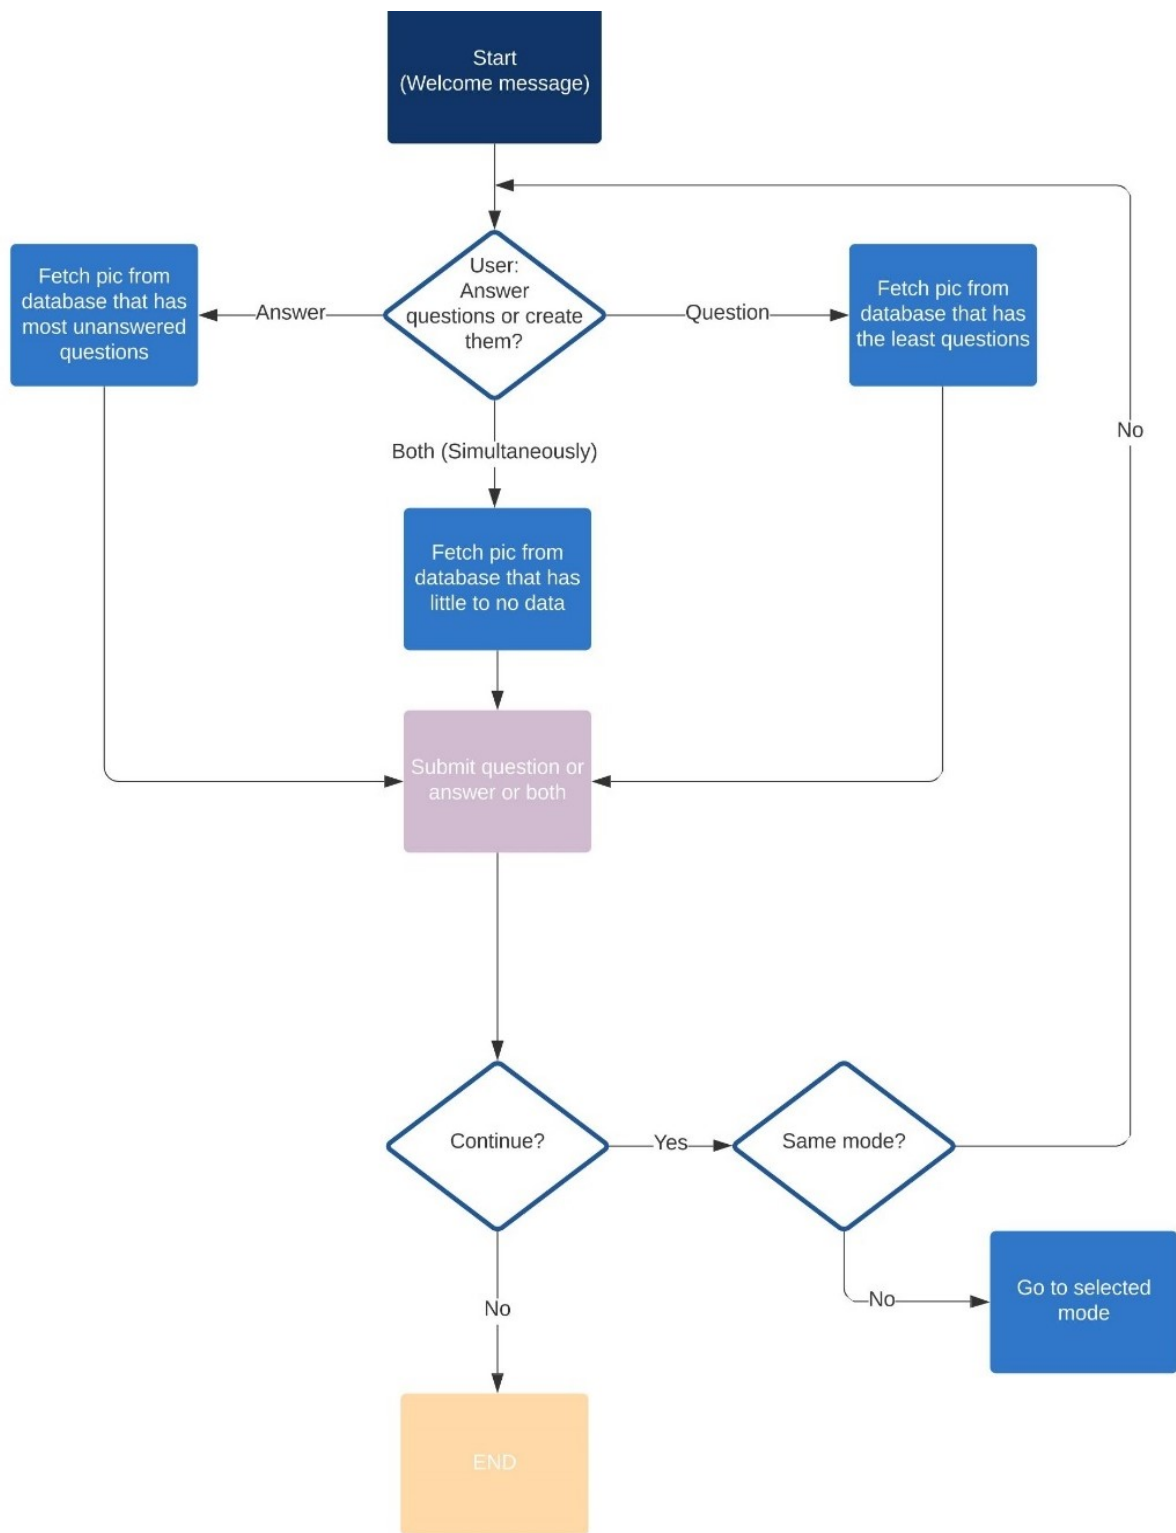 Start
(Welcome message)
User:
Answer
questions or create
them?
Fetch pic from
database that has
most unanswered
questions
Answer
Question
Fetch pic from
database that has
the least questions
No
Both (Simultaneously)
Fetch pic from
database that has
little to no data
Submit question or
answer or both
Continue?
Yes
Same mode?
No
No
Go to selected
mode
END